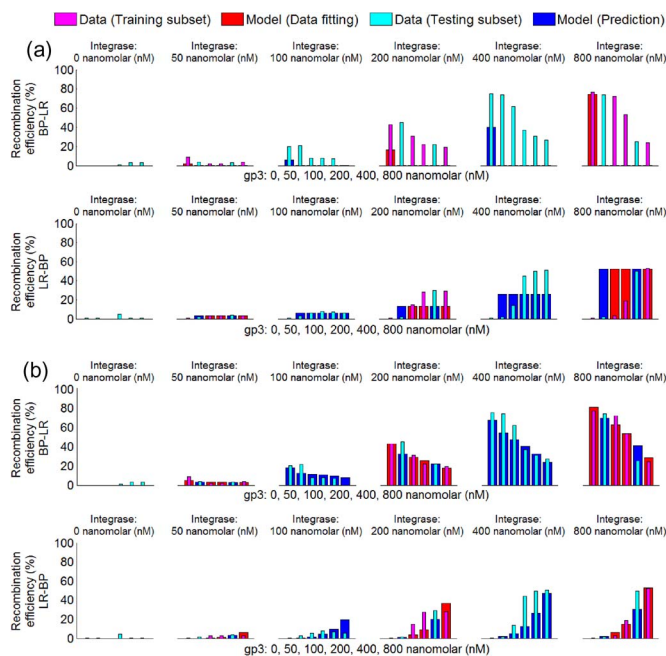 Data (Training subset) Model (Data fitting) Data (Testing subset) Model (Prediction)
(a)
Integrase: Integrase: Integrase: Integrase: Integrase: Integrase:
0 nanomolar (nM) 50 nanomolar (nM) 100 nanomolar (nM) 200 nanomolar (nM) 400 nanomolar (nM) 800 nanomolar (nM)
Recombination
efficiency (%)
BP-LR
100
80
60
40
20
0
gp3: 0, 50, 100, 200, 400, 800 nanomolar (nM)
Integrase: Integrase: Integrase: Integrase: Integrase: Integrase:
0 nanomolar (nM) 50 nanomolar (nM) 100 nanomolar (nM) 200 nanomolar (nM) 400 nanomolar (nM) 800 nanomolar (nM)
Recombination
efficiency (%)
LR-BP
100
80
60
40
20
0
gp3: 0, 50, 100, 200, 400, 800 nanomolar (nM)
(b)
Integrase: Integrase: Integrase: Integrase: Integrase: Integrase:
0 nanomolar (nM) 50 nanomolar (nM) 100 nanomolar (nM) 200 nanomolar (nM) 400 nanomolar (nM) 800 nanomolar (nM)
Recombination
efficiency (%)
BP-LR
100
80
60
40
20
0
gp3: 0, 50, 100, 200, 400, 800 nanomolar (nM)
Integrase: Integrase: Integrase: Integrase: Integrase: Integrase:
0 nanomolar (nM) 50 nanomolar (nM) 100 nanomolar (nM) 200 nanomolar (nM) 400 nanomolar (nM) 800 nanomolar (nM)
Recombination
efficiency (%)
LR-BP
100
80
60
40
20
0
gp3: 0, 50, 100, 200, 400, 800 nanomolar (nM)